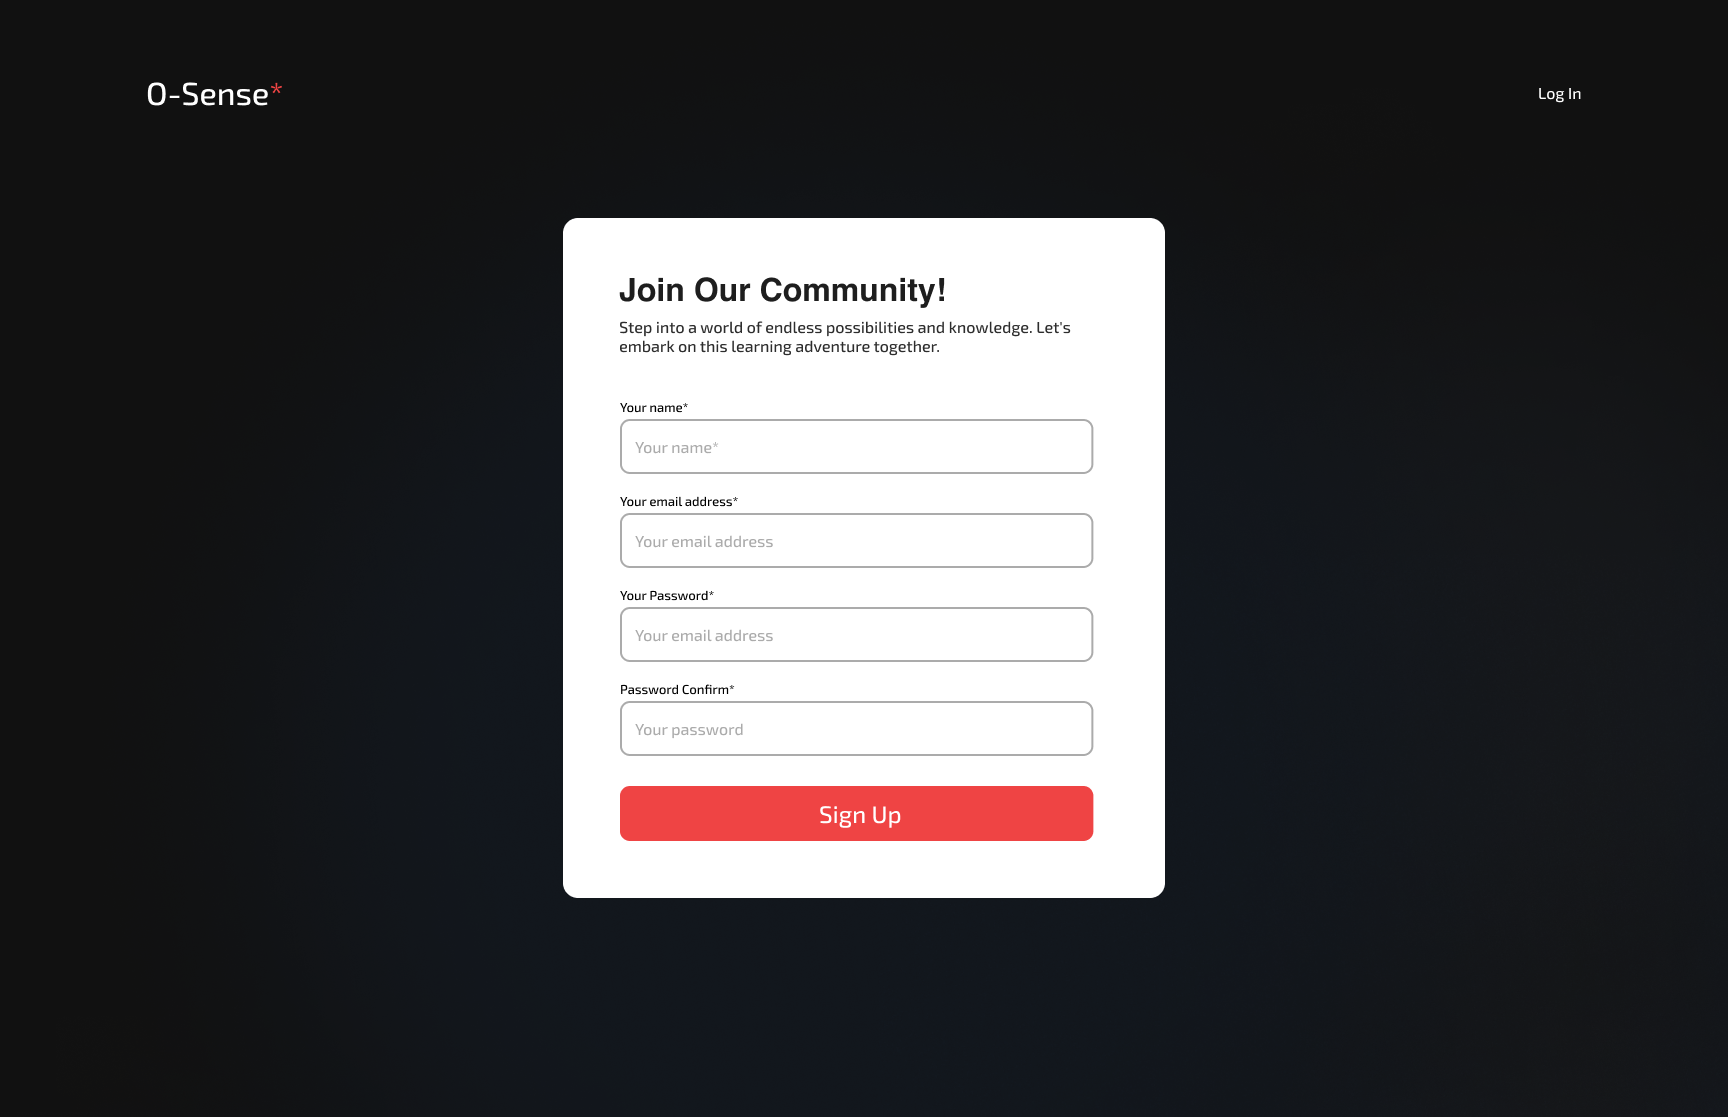 O-Sense*
Log In
Join Our Community!
Step into a world of endless possibilities and knowledge. Let's
embark on this learning adventure together.
Your name*
Your name*
Your email address*
Your email address
Your Password*
Your email address
Password Confirm*
Your password
Sign Up